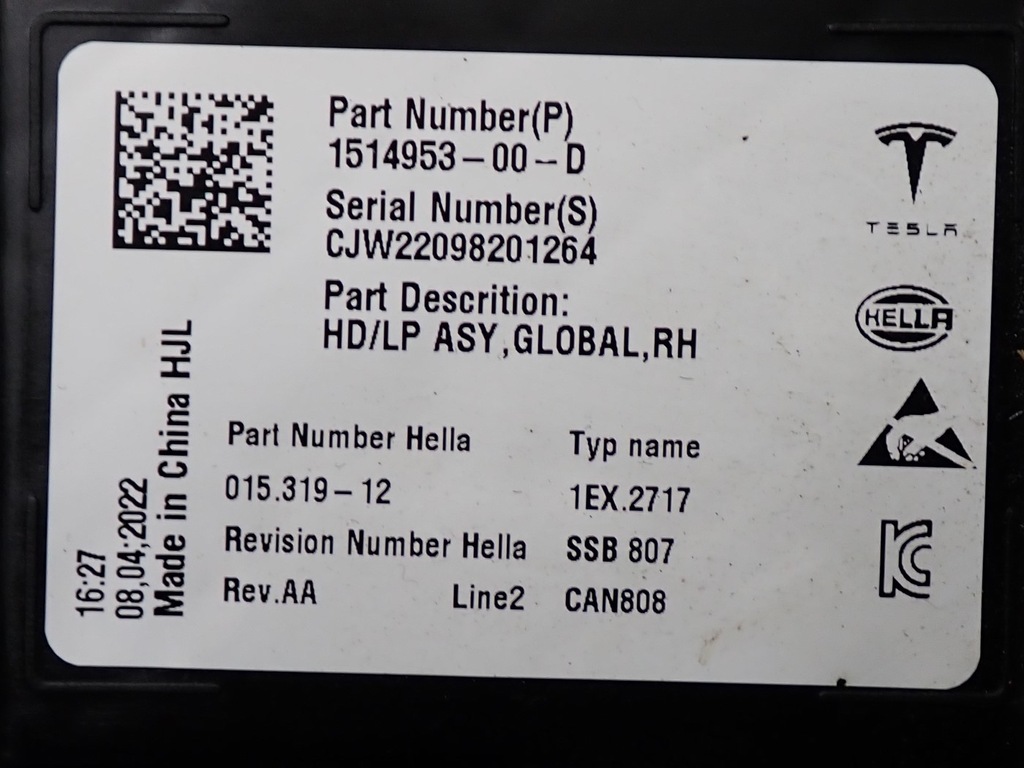 Part Number(P)
1514953-00-D
Serial Number(S)
CJW22098201264
Part Descrition:
HD/LP ASY,GLOBAL,RH
TESLA
HELLA
Part Number Hella Typ name
015.319-12 1EX.2717
Revision Number Hella SSB 807
Rev.AA Line2 CAN808
16:27
08,04;2022
Made in China HJL
KC